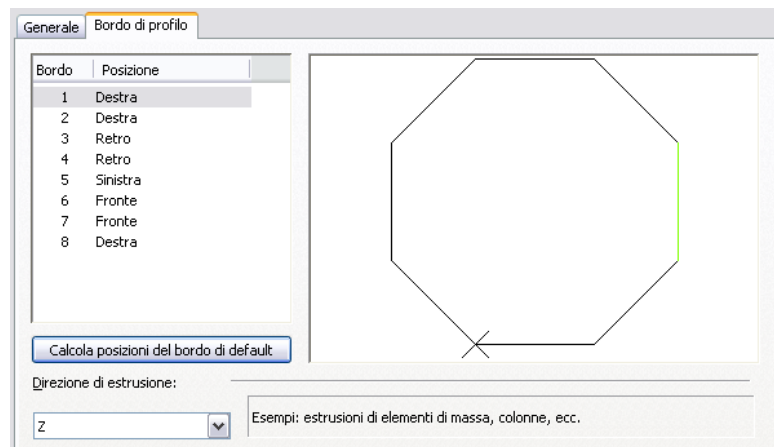 Generale Bordo di profilo
Bordo Posizione
1 Destra
2 Destra
3 Retro
4 Retro
5 Sinistra
6 Fronte
7 Fronte
8 Destra
Calcola posizioni del bordo di default
Direzione di estrusione:
Z
Esempi: estrusioni di elementi di massa, colonne, ecc.